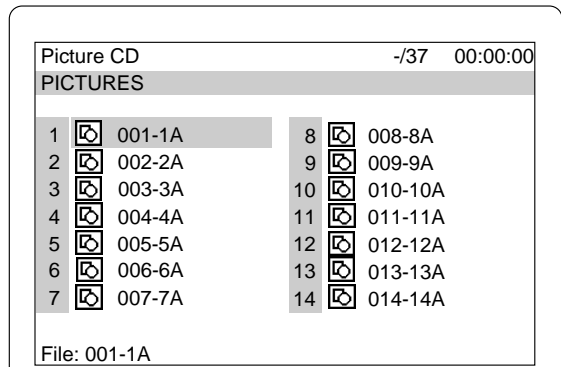 Picture CD -/37 00:00:00
PICTURES
1 001-1A
2 002-2A
3 003-3A
4 004-4A
5 005-5A
6 006-6A
7 007-7A
8 008-8A
9 009-9A
10 010-10A
11 011-11A
12 012-12A
13 013-13A
14 014-14A
File: 001-1A